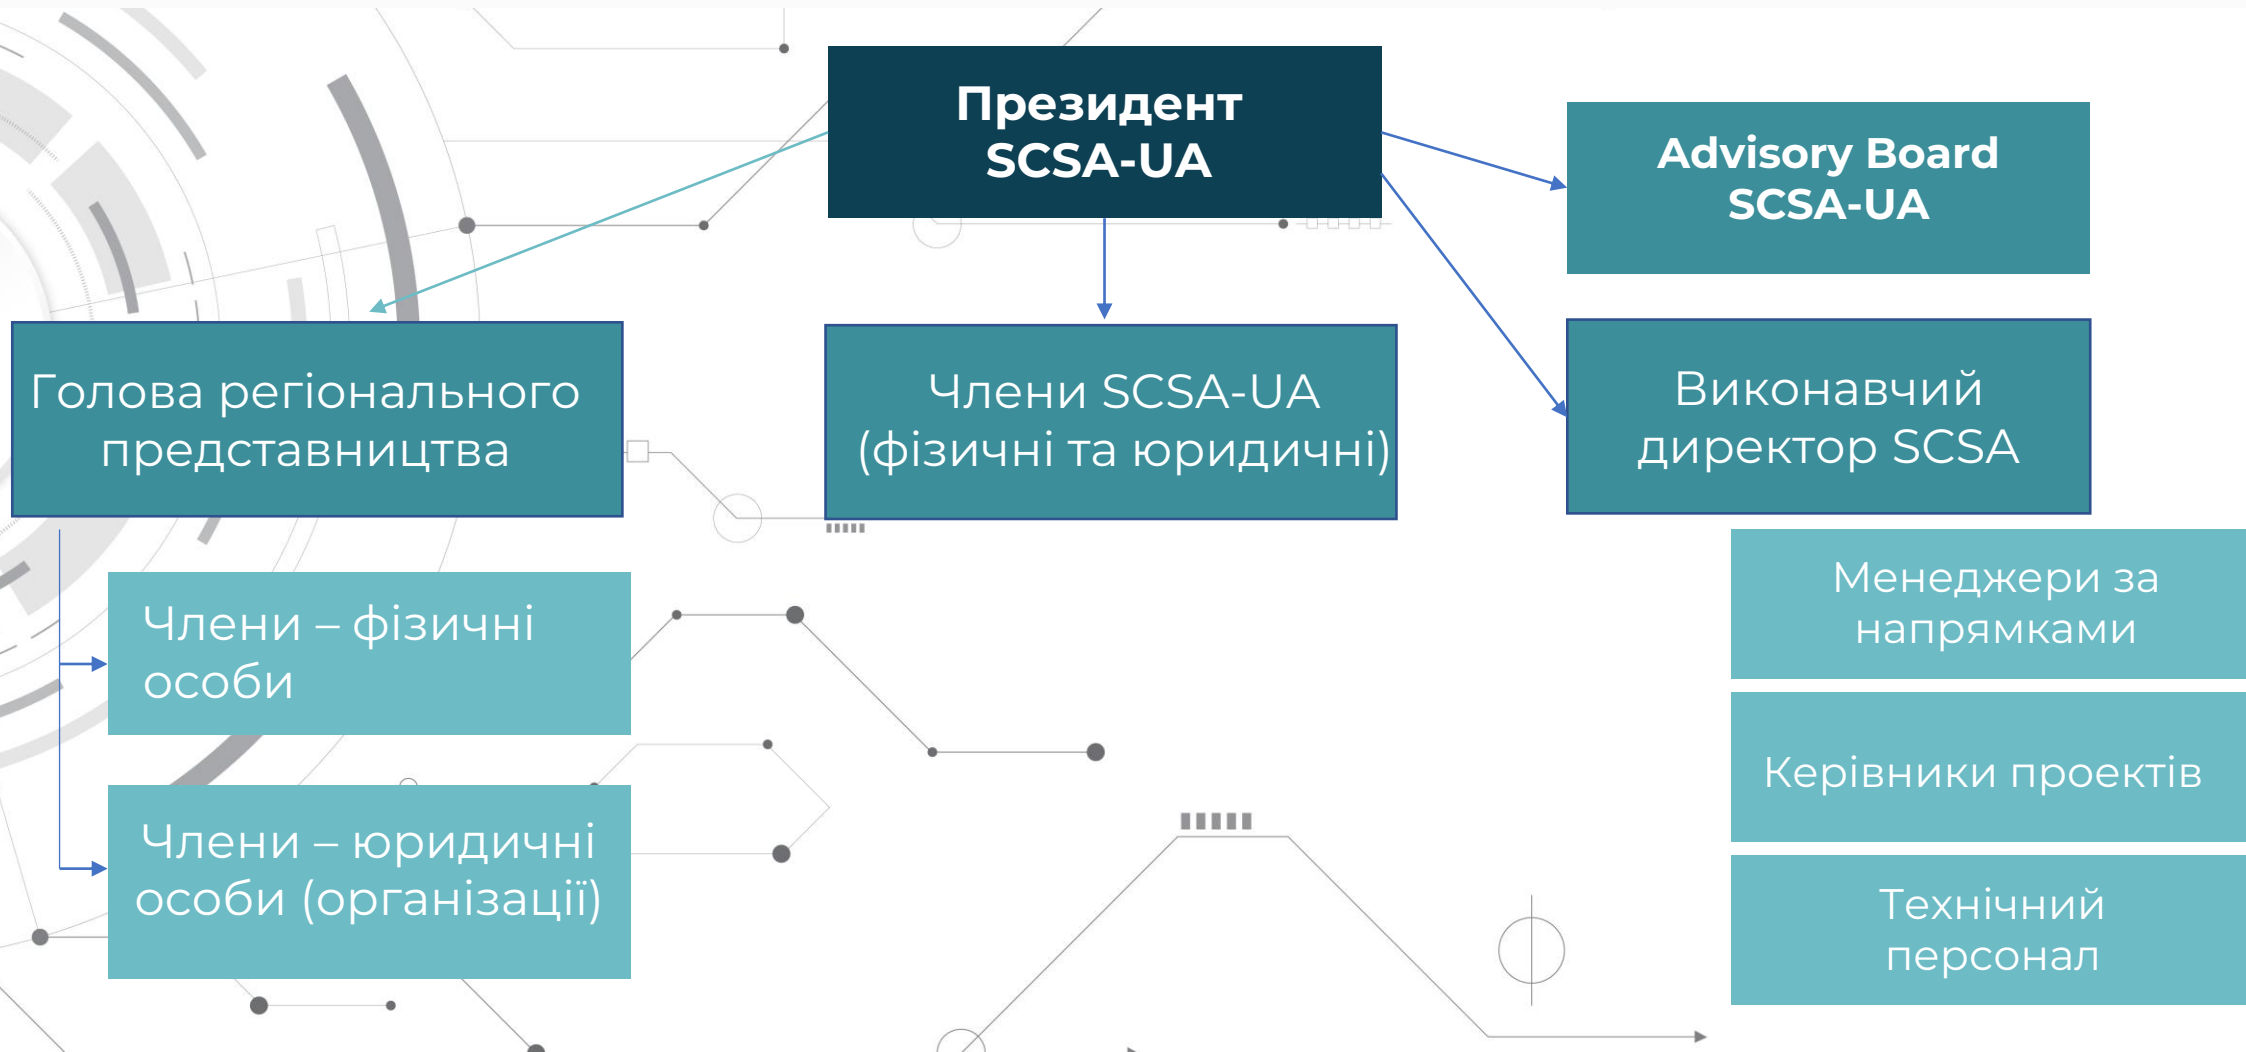 Президент
SCSA-UA
Advisory Board
SCSA-UA
Голова регіонального
представництва
Члени SCSA-UA
(фізичні та юридичні)
Виконавчий
директор SCSA
Члени – фізичні
особи
Члени – юридичні
особи (організації)
Менеджери за
напрямками
Керівники проектів
Технічний
персонал